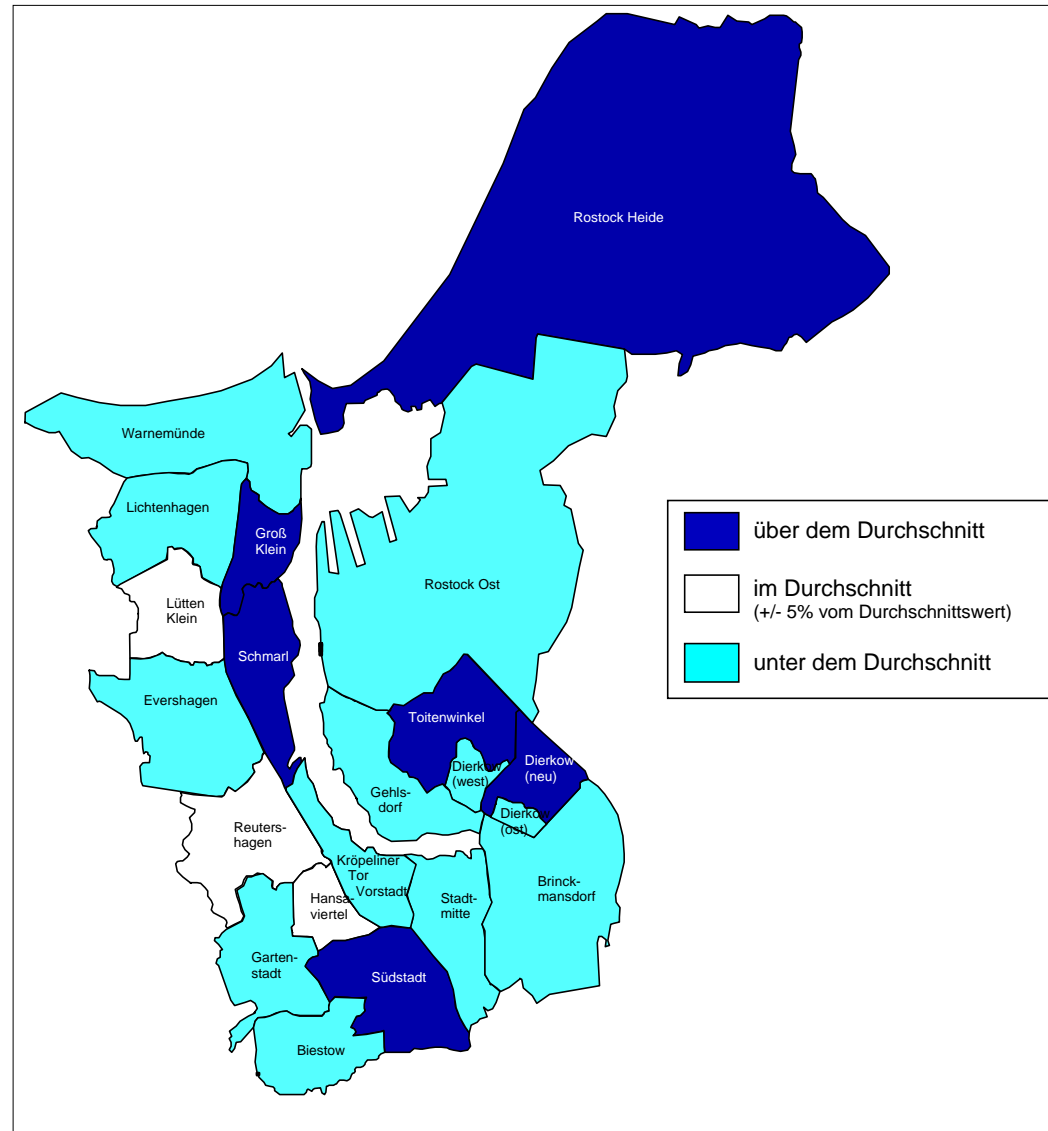 Rostock Heide
Warnemünde
Lichtenhagen
Groß
Klein
Rostock Ost
Lütten
Klein
Schmarl
Evershagen
Toitenwinkel
Dierkow
(west)
Dierkow
(neu)
Gehls-
dorf
Dierkow
(ost)
Reuters-
hagen
Kröpeliner
Tor
Vorstadt
Hansa-
viertel
Stadt-
mitte
Brinck-
mansdorf
Garten-
stadt
Südstadt
Biestow
über dem Durchschnitt
im Durchschnitt
(+/- 5% vom Durchschnittswert)
unter dem Durchschnitt